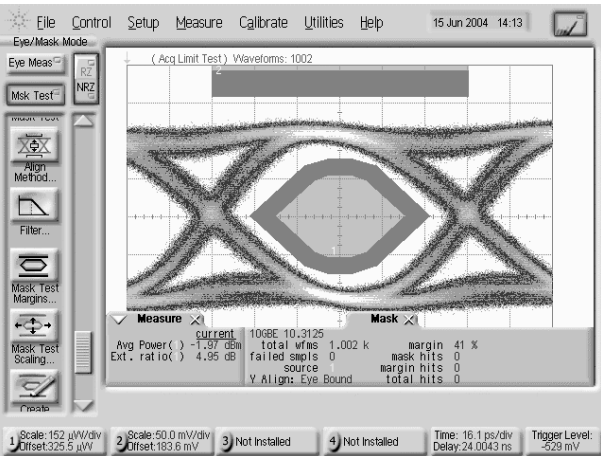 File Control Setup Measure Calibrate Utilities Help 15 Jun 2004 14:13
Eye/Mask Mode
Eye Meas
Msk Test
RZ
NRZ
( Acq Limit Test ) Waveforms: 1002
2
1
Mask Test
Align Method...
Filter...
Mask Test Margins...
Mask Test Scaling...
Create
Measure
current
Avg Power( ) -1.97 dBm
Ext. ratio( ) 4.95 dB
Mask
10GBE 10.3125
total wfms 1.002 k margin 41 %
failed smpls 0 mask hits 0
source 1 margin hits 0
Y Align: Eye Bound total hits 0
1 Scale:152 µW/div Offset:325.5 µW
2 Scale:50.0 mV/div Offset:183.6 mV
3 Not Installed
4 Not Installed
Time: 16.1 ps/div Delay:24.0043 ns
Trigger Level: -529 mV